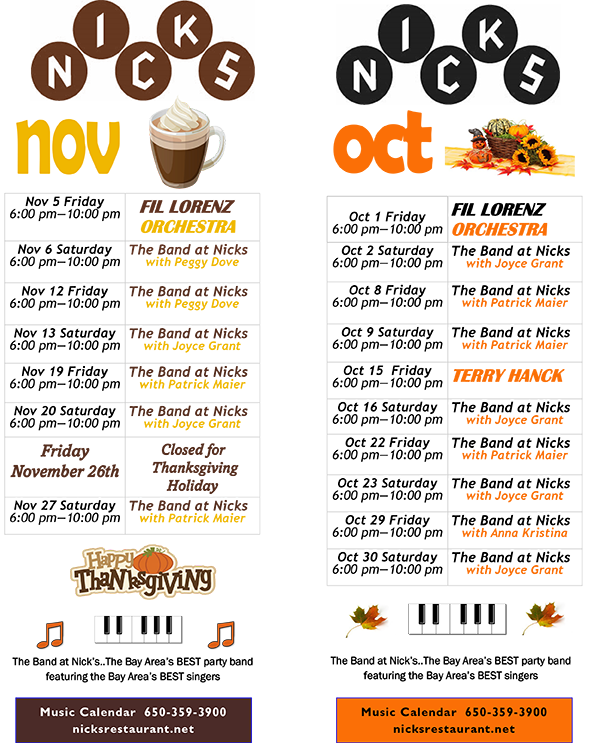 NICKS
nov
Nov 5 Friday
6:00 pm—10:00 pm
FIL LORENZ
ORCHESTRA
Nov 6 Saturday
6:00 pm—10:00 pm
The Band at Nicks
with Peggy Dove
Nov 12 Friday
6:00 pm—10:00 pm
The Band at Nicks
with Peggy Dove
Nov 13 Saturday
6:00 pm—10:00 pm
The Band at Nicks
with Joyce Grant
Nov 19 Friday
6:00 pm—10:00 pm
The Band at Nicks
with Patrick Maier
Nov 20 Saturday
6:00 pm—10:00 pm
The Band at Nicks
with Joyce Grant
Friday
November 26th
Closed for
Thanksgiving
Holiday
Nov 27 Saturday
6:00 pm—10:00 pm
The Band at Nicks
with Patrick Maier
Happy
Thanksgiving
The Band at Nick's..The Bay Area's BEST party band
featuring the Bay Area's BEST singers
Music Calendar 650-359-3900
nicksrestaurant.net
NICKS
oct
Oct 1 Friday
6:00 pm—10:00 pm
FIL LORENZ
ORCHESTRA
Oct 2 Saturday
6:00 pm—10:00 pm
The Band at Nicks
with Joyce Grant
Oct 8 Friday
6:00 pm—10:00 pm
The Band at Nicks
with Patrick Maier
Oct 9 Saturday
6:00 pm—10:00 pm
The Band at Nicks
with Patrick Maier
Oct 15 Friday
6:00 pm—10:00 pm
TERRY HANCK
Oct 16 Saturday
6:00 pm—10:00 pm
The Band at Nicks
with Joyce Grant
Oct 22 Friday
6:00 pm—10:00 pm
The Band at Nicks
with Patrick Maier
Oct 23 Saturday
6:00 pm—10:00 pm
The Band at Nicks
with Joyce Grant
Oct 29 Friday
6:00 pm—10:00 pm
The Band at Nicks
with Anna Kristina
Oct 30 Saturday
6:00 pm—10:00 pm
The Band at Nicks
with Joyce Grant
The Band at Nick's..The Bay Area's BEST party band
featuring the Bay Area's BEST singers
Music Calendar 650-359-3900
nicksrestaurant.net